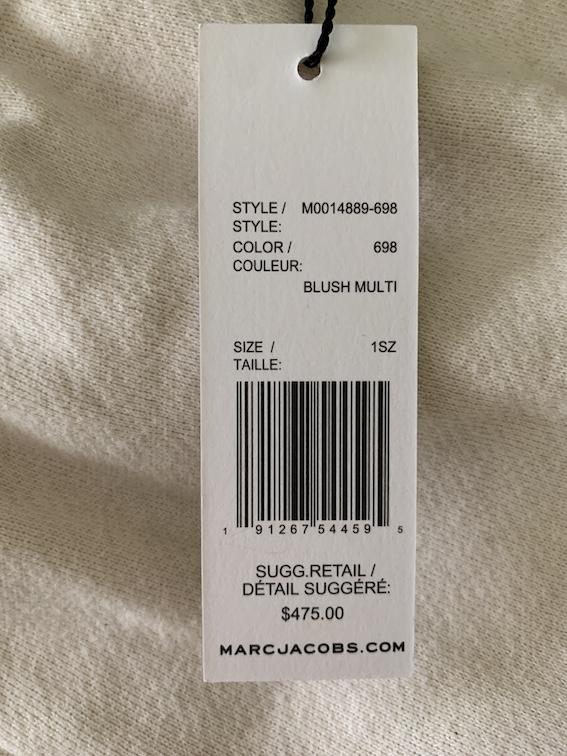 STYLE / M0014889-698
STYLE:
COLOR / 698
COULEUR:
BLUSH MULTI
SIZE / 1SZ
TAILLE:
1 91267 54459 5
SUGG.RETAIL /
DÉTAIL SUGGÉRÉ:
$475.00
MARCJACOBS.COM